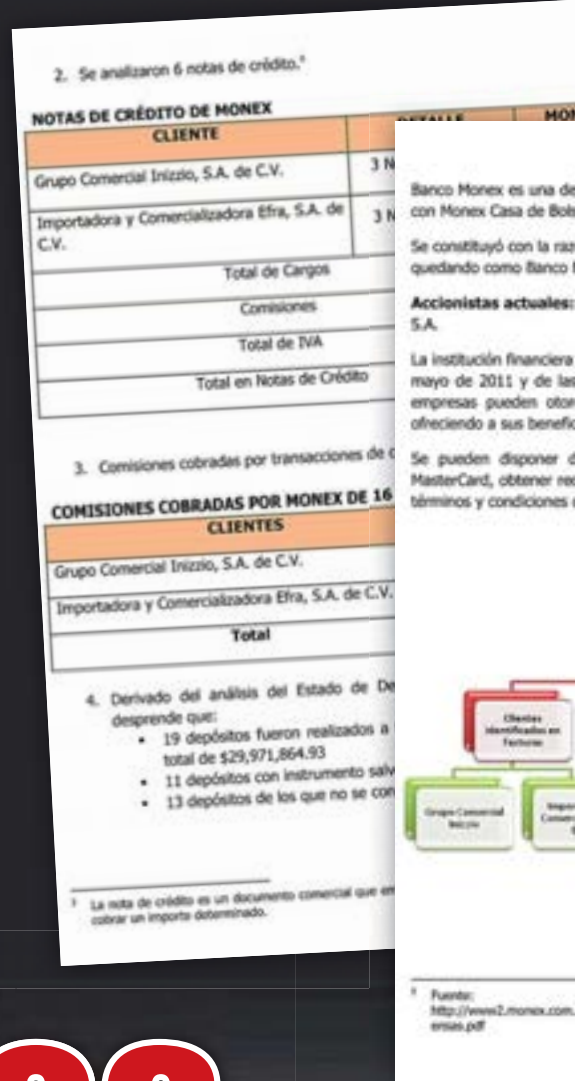 2. Se analizaron 6 notas de crédito.³
NOTAS DE CRÉDITO DE MONEX
CLIENTE
Grupo Comercial Inizzio, S.A. de C.V.
3 N
Importadora y Comercializadora Efra, S.A. de
C.V.
3 N
Total de Cargos
Comisiones
Total de IVA
Total en Notas de Crédito
3. Comisiones cobradas por transacciones de c
COMISIONES COBRADAS POR MONEX DE 16
CLIENTES
Grupo Comercial Inizzio, S.A. de C.V.
Importadora y Comercializadora Efra, S.A. de C.V.
Total
4. Derivado del análisis del Estado de De
desprende que:
• 19 depósitos fueron realizados a
total de $29,971,864.93
• 11 depósitos con instrumento salv
• 13 depósitos de los que no se con
³ La nota de crédito es un documento comercial que em
cobrar un importe determinado.
MON
Banco Monex es una de
con Monex Casa de Bols
Se constituyó con la raz
quedando como Banco
Accionistas actuales:
S.A.
La institución financiera
mayo de 2011 y de las
empresas pueden otor
ofreciendo a sus benefic
Se pueden disponer d
MasterCard, obtener rec
términos y condiciones
Clientes
Identificados en
Facturas
Grupo Comercial
Inizzio
Impor
Comer
Fuente:
http://www2.monex.com.
ersias.pdf